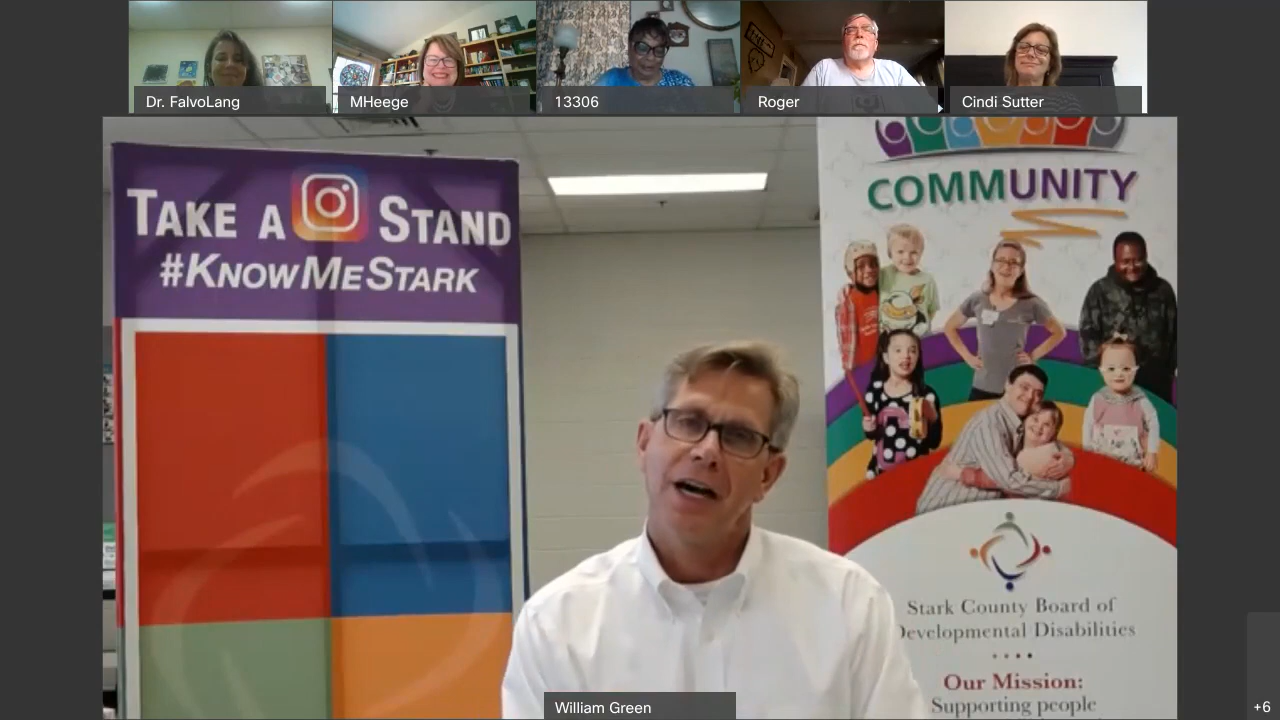 Dr. FalvoLang
MHeege
13306
Roger
Cindi Sutter
TAKE A STAND
#KNOWMESTARK
COMMUNITY
Stark County Board of
Developmental Disabilities
Our Mission:
Supporting people
William Green
+6